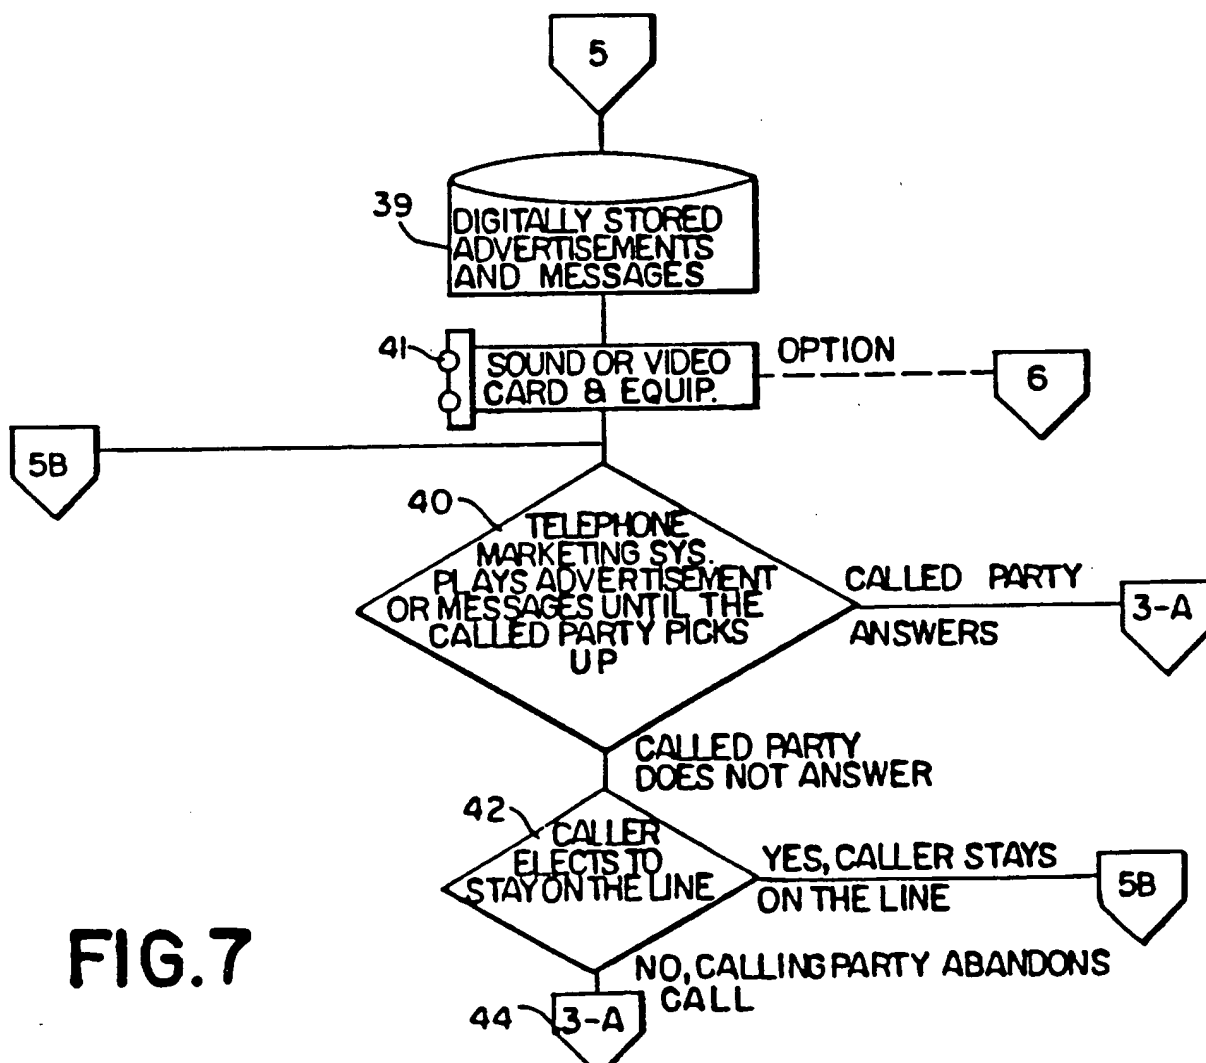 5
39
DIGITALLY STORED
ADVERTISEMENTS
AND MESSAGES
41
SOUND OR VIDEO
CARD & EQUIP.
OPTION
6
5B
40
TELEPHONE
MARKETING SYS.
PLAYS ADVERTISEMENT
OR MESSAGES UNTIL THE
CALLED PARTY PICKS
UP
CALLED PARTY
ANSWERS
3-A
CALLED PARTY
DOES NOT ANSWER
42
CALLER
ELECTS TO
STAY ON THE LINE
YES, CALLER STAYS
ON THE LINE
5B
NO, CALLING PARTY ABANDONS
CALL
44
3-A
FIG.7